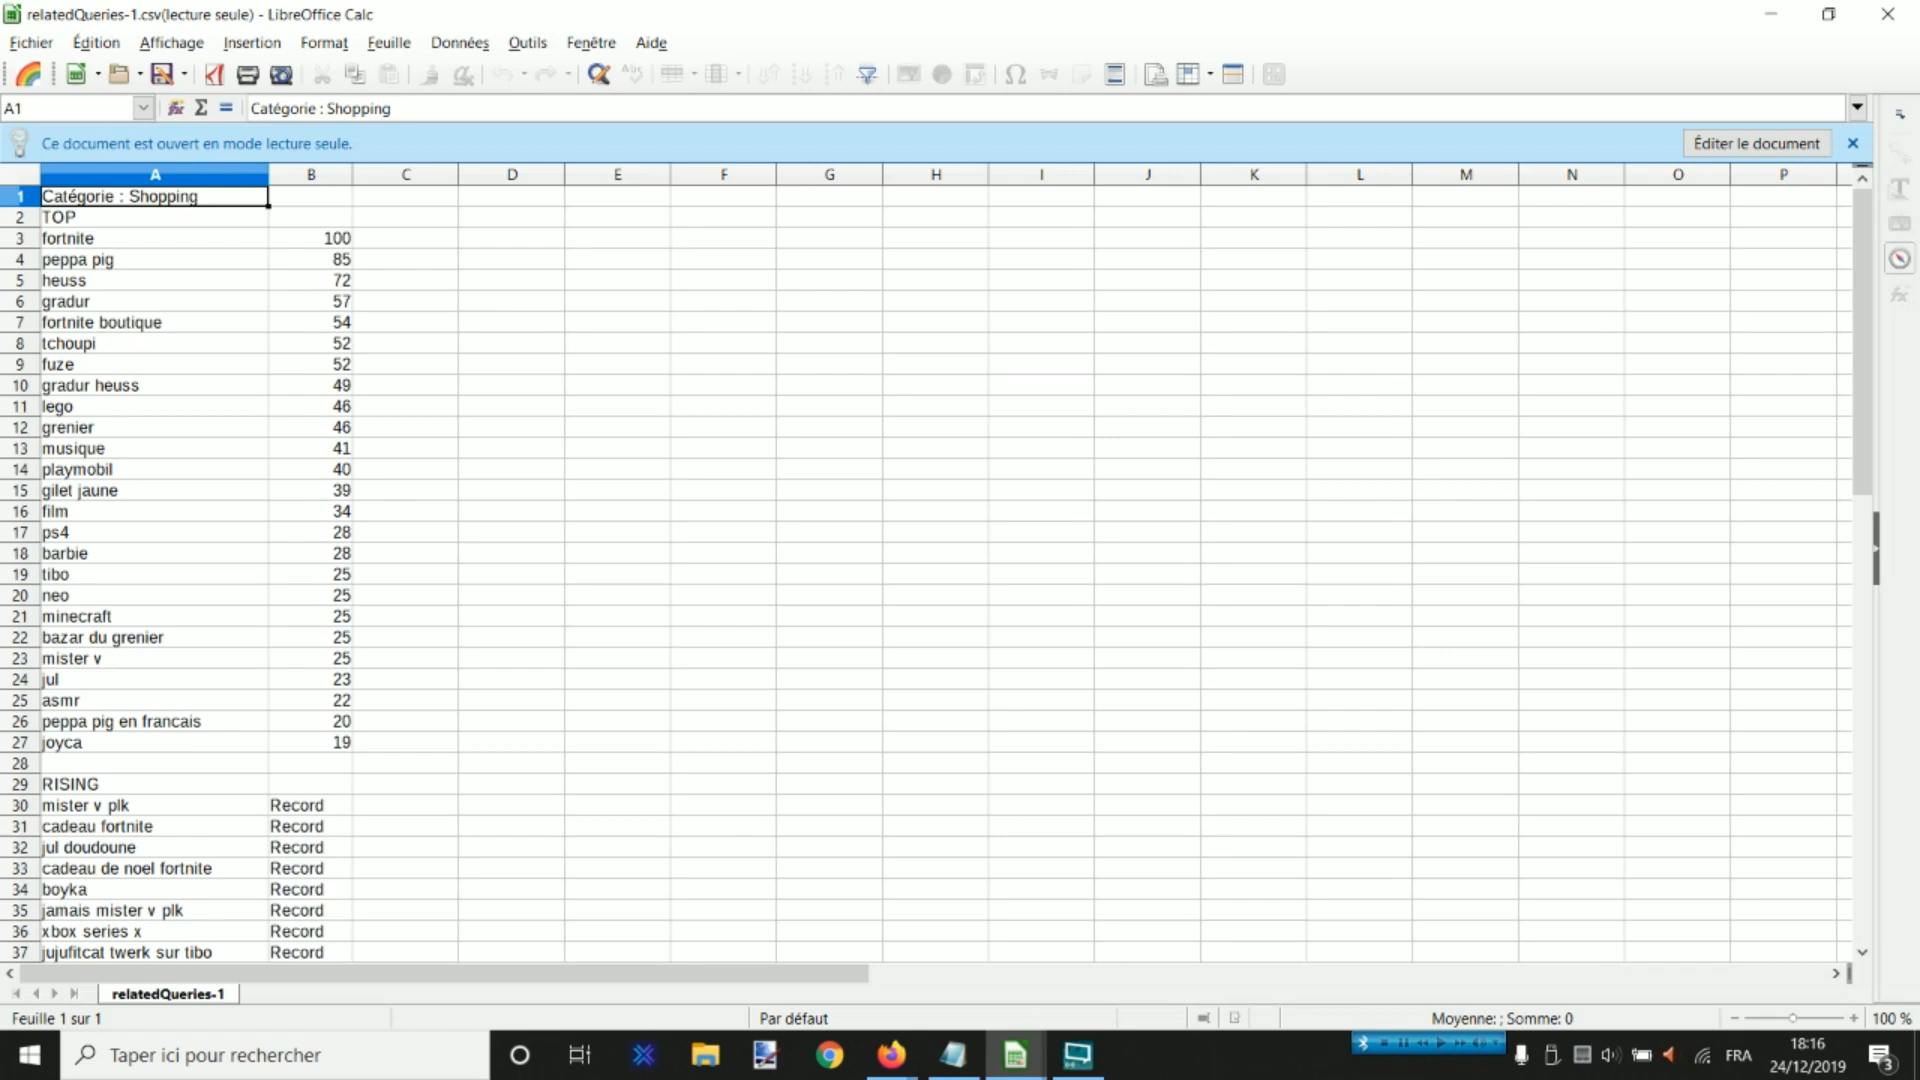 relatedQueries-1.csv(lecture seule) - LibreOffice Calc
Fichier Édition Affichage Insertion Format Feuille Données Outils Fenêtre Aide
A1 Catégorie : Shopping
Ce document est ouvert en mode lecture seule. Éditer le document
A B C D E F G H I J K L M N O P
1 Catégorie : Shopping
2 TOP
3 fortnite 100
4 peppa pig 85
5 heuss 72
6 gradur 57
7 fortnite boutique 54
8 tchoupi 52
9 fuze 52
10 gradur heuss 49
11 lego 46
12 grenier 46
13 musique 41
14 playmobil 40
15 gilet jaune 39
16 film 34
17 ps4 28
18 barbie 28
19 tibo 25
20 neo 25
21 minecraft 25
22 bazar du grenier 25
23 mister v 25
24 jul 23
25 asmr 22
26 peppa pig en francais 20
27 joyca 19
28
29 RISING
30 mister v plk Record
31 cadeau fortnite Record
32 jul doudoune Record
33 cadeau de noel fortnite Record
34 boyka Record
35 jamais mister v plk Record
36 xbox series x Record
37 jujufitcat twerk sur tibo Record
relatedQueries-1
Feuille 1 sur 1 Par défaut Moyenne: ; Somme: 0 100 %
Taper ici pour rechercher FRA 18:16
24/12/2019 3